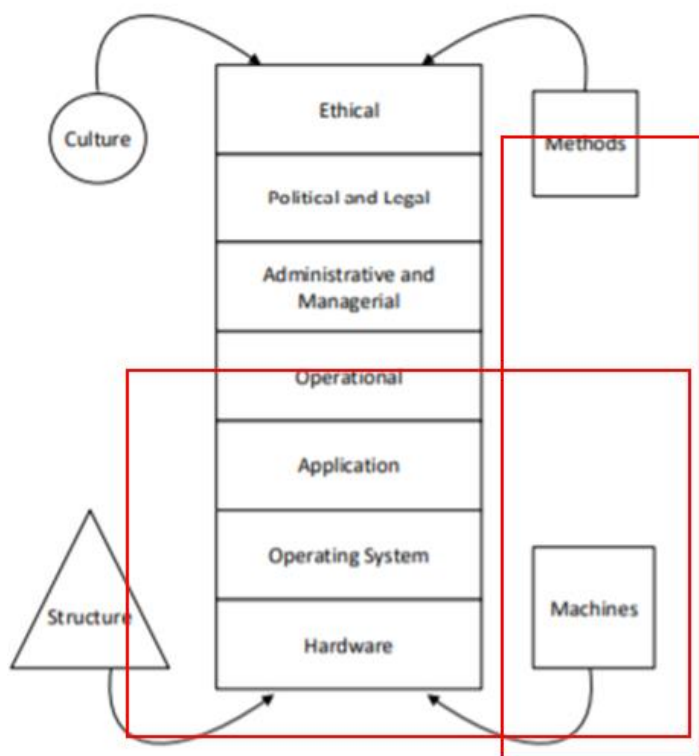 Ethical
Culture
Methods
Political and Legal
Administrative and
Managerial
Operational
Application
Operating System
Structure
Machines
Hardware